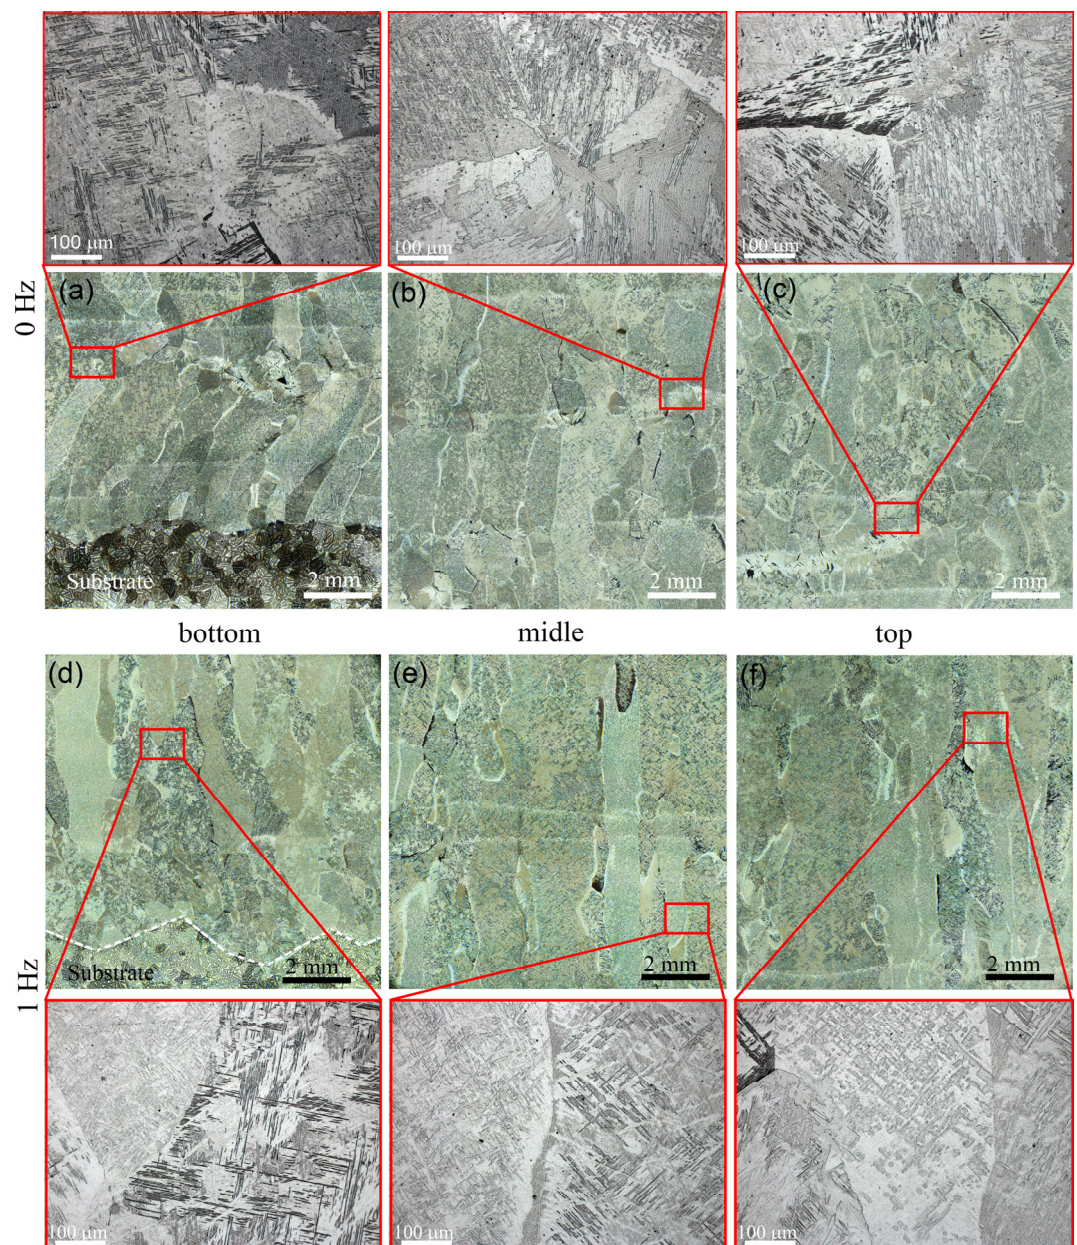 100 μm
100 μm
100 μm
0 Hz
(a)
(b)
(c)
Substrate
2 mm
2 mm
2 mm
bottom
midle
top
(d)
(e)
(f)
1 Hz
Substrate
2 mm
2 mm
2 mm
100 μm
100 μm
100 μm